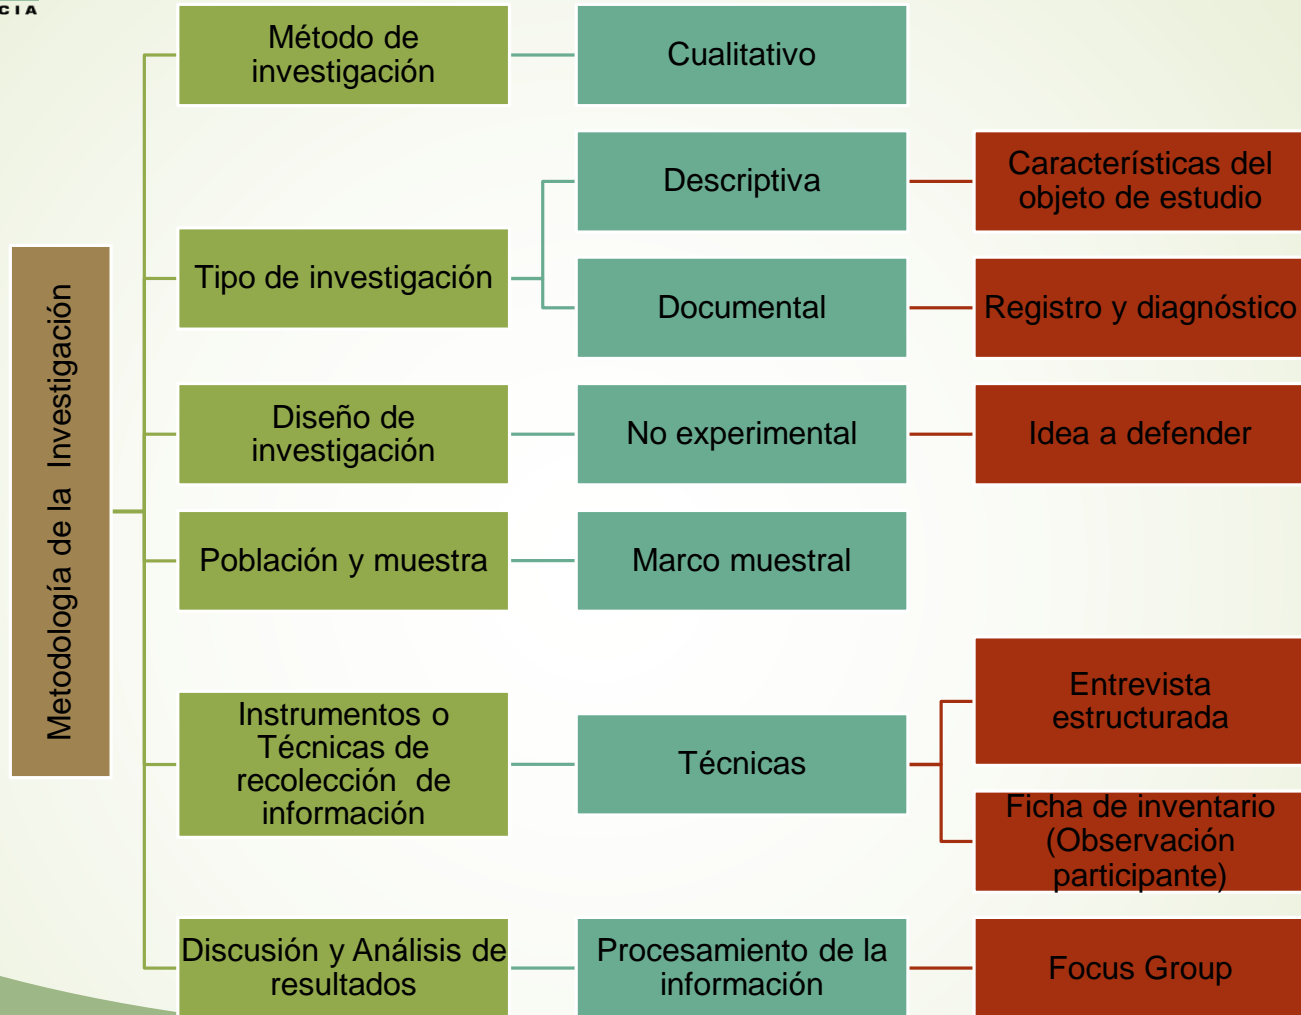 CIA
Método de
investigación
Cualitativo
Descriptiva
Características del
objeto de estudio
Tipo de investigación
Documental
Registro y diagnóstico
Metodología de la  Investigación
Diseño de
investigación
No experimental
Idea a defender
Población y muestra
Marco muestral
Instrumentos o
Técnicas de
recolección  de
información
Técnicas
Entrevista
estructurada
Ficha de inventario
(Observación
participante)
Discusión y Análisis de
resultados
Procesamiento de la
información
Focus Group